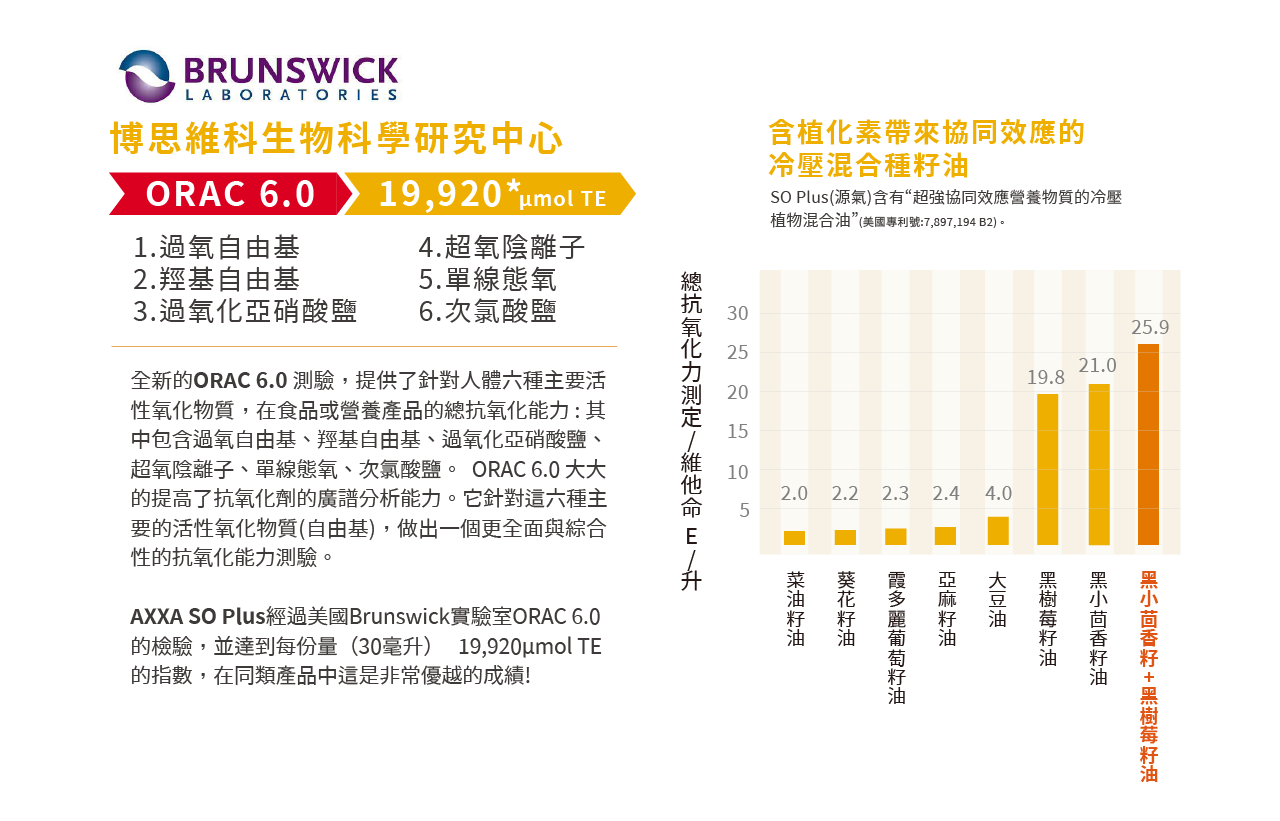 BRUNSWICK
LABORATORIES
博思維科生物科學研究中心
ORAC 6.0
19,920*μmol TE
1.過氧自由基
2.羥基自由基
3.過氧化亞硝酸鹽
4.超氧陰離子
5.單線態氧
6.次氯酸鹽
全新的ORAC 6.0 測驗，提供了針對人體六種主要活
性氧化物質，在食品或營養產品的總抗氧化能力 : 其
中包含過氧自由基、羥基自由基、過氧化亞硝酸鹽、
超氧陰離子、單線態氧、次氯酸鹽。 ORAC 6.0 大大
的提高了抗氧化劑的廣譜分析能力。它針對這六種主
要的活性氧化物質(自由基)，做出一個更全面與綜合
性的抗氧化能力測驗。
AXXA SO Plus經過美國Brunswick實驗室ORAC 6.0
的檢驗，並達到每份量（30毫升） 19,920μmol TE
的指數，在同類產品中這是非常優越的成績!
含植化素帶來協同效應的
冷壓混合種籽油
SO Plus(源氣)含有“超強協同效應營養物質的冷壓
植物混合油”(美國專利號:7,897,194 B2)。
總抗氧化力測定/維他命 E/升
30
25
20
15
10
5
2.0
2.2
2.3
2.4
4.0
19.8
21.0
25.9
菜油籽油
葵花籽油
霞多麗葡萄籽油
亞麻籽油
大豆油
黑樹莓籽油
黑小茴香籽油
黑小茴香籽+黑樹莓籽油